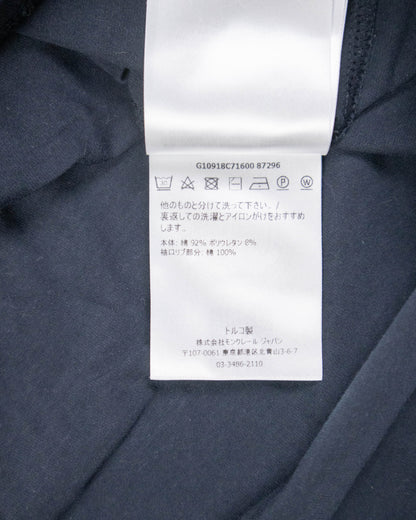 G10918C71600 87296
他のものと分けて洗って下さい。/
裏返しでの洗濯とアイロンがけをおすすめ
します。
本体: 綿 92% ポリウレタン 8%
袖口リブ部分: 綿 100%
トルコ製
株式会社モンクレール ジャパン
〒107-0061 東京都港区北青山3-6-7
03-3486-2110